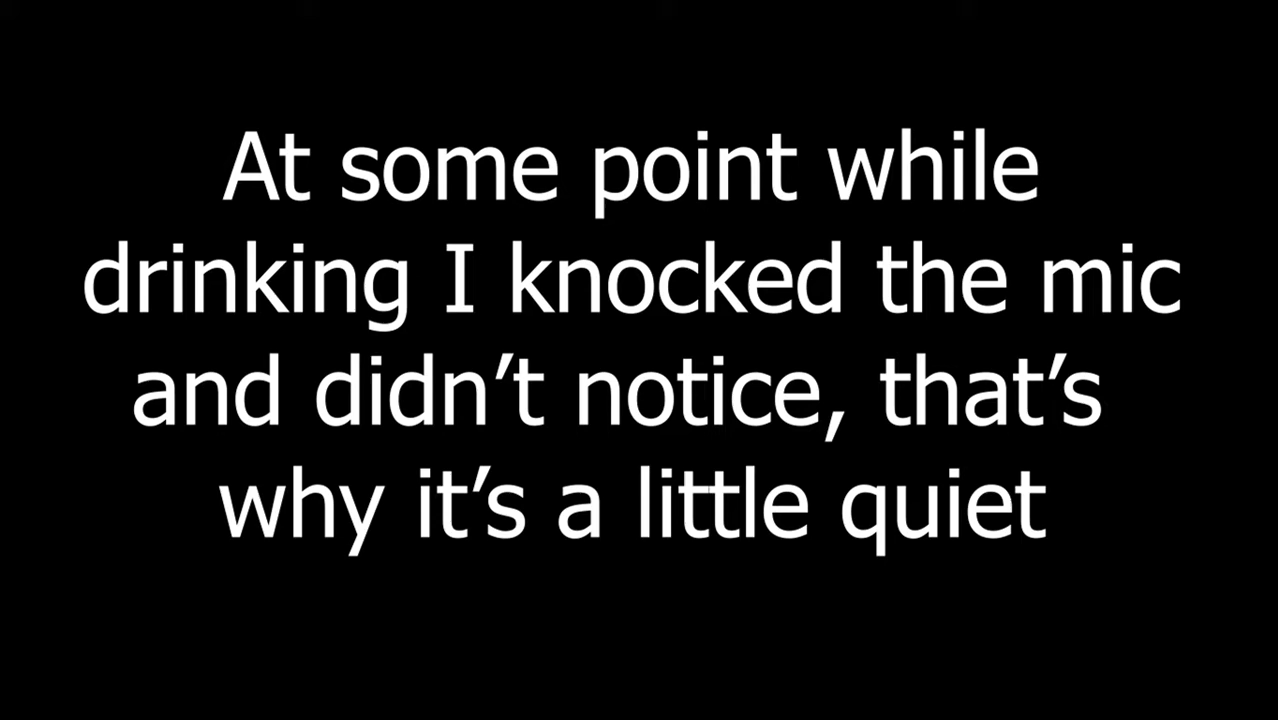 At some point while
drinking I knocked the mic
and didn’t notice, that’s
why it’s a little quiet